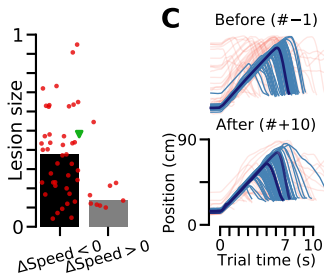 C
Before (#−1)
1
Lesion size
0
ΔSpeed<0
ΔSpeed>0
After (#+10)
90
Position (cm)
0
0 7 10
Trial time (s)